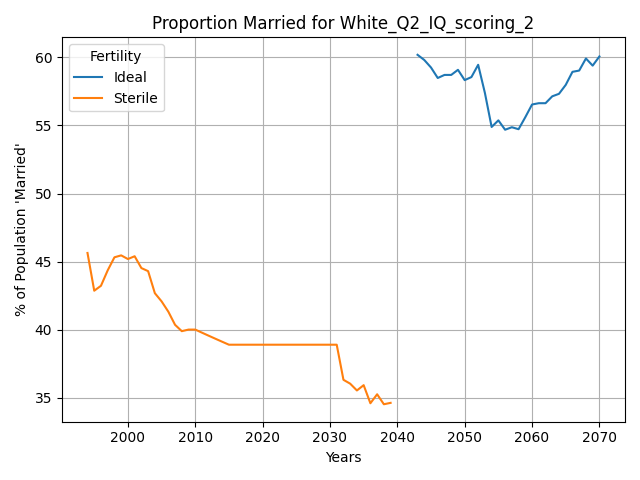 Proportion Married for White_Q2_IQ_scoring_2
Fertility
Ideal
Sterile
% of Population 'Married'
60
55
50
45
40
35
2000
2010
2020
2030
2040
2050
2060
2070
Years